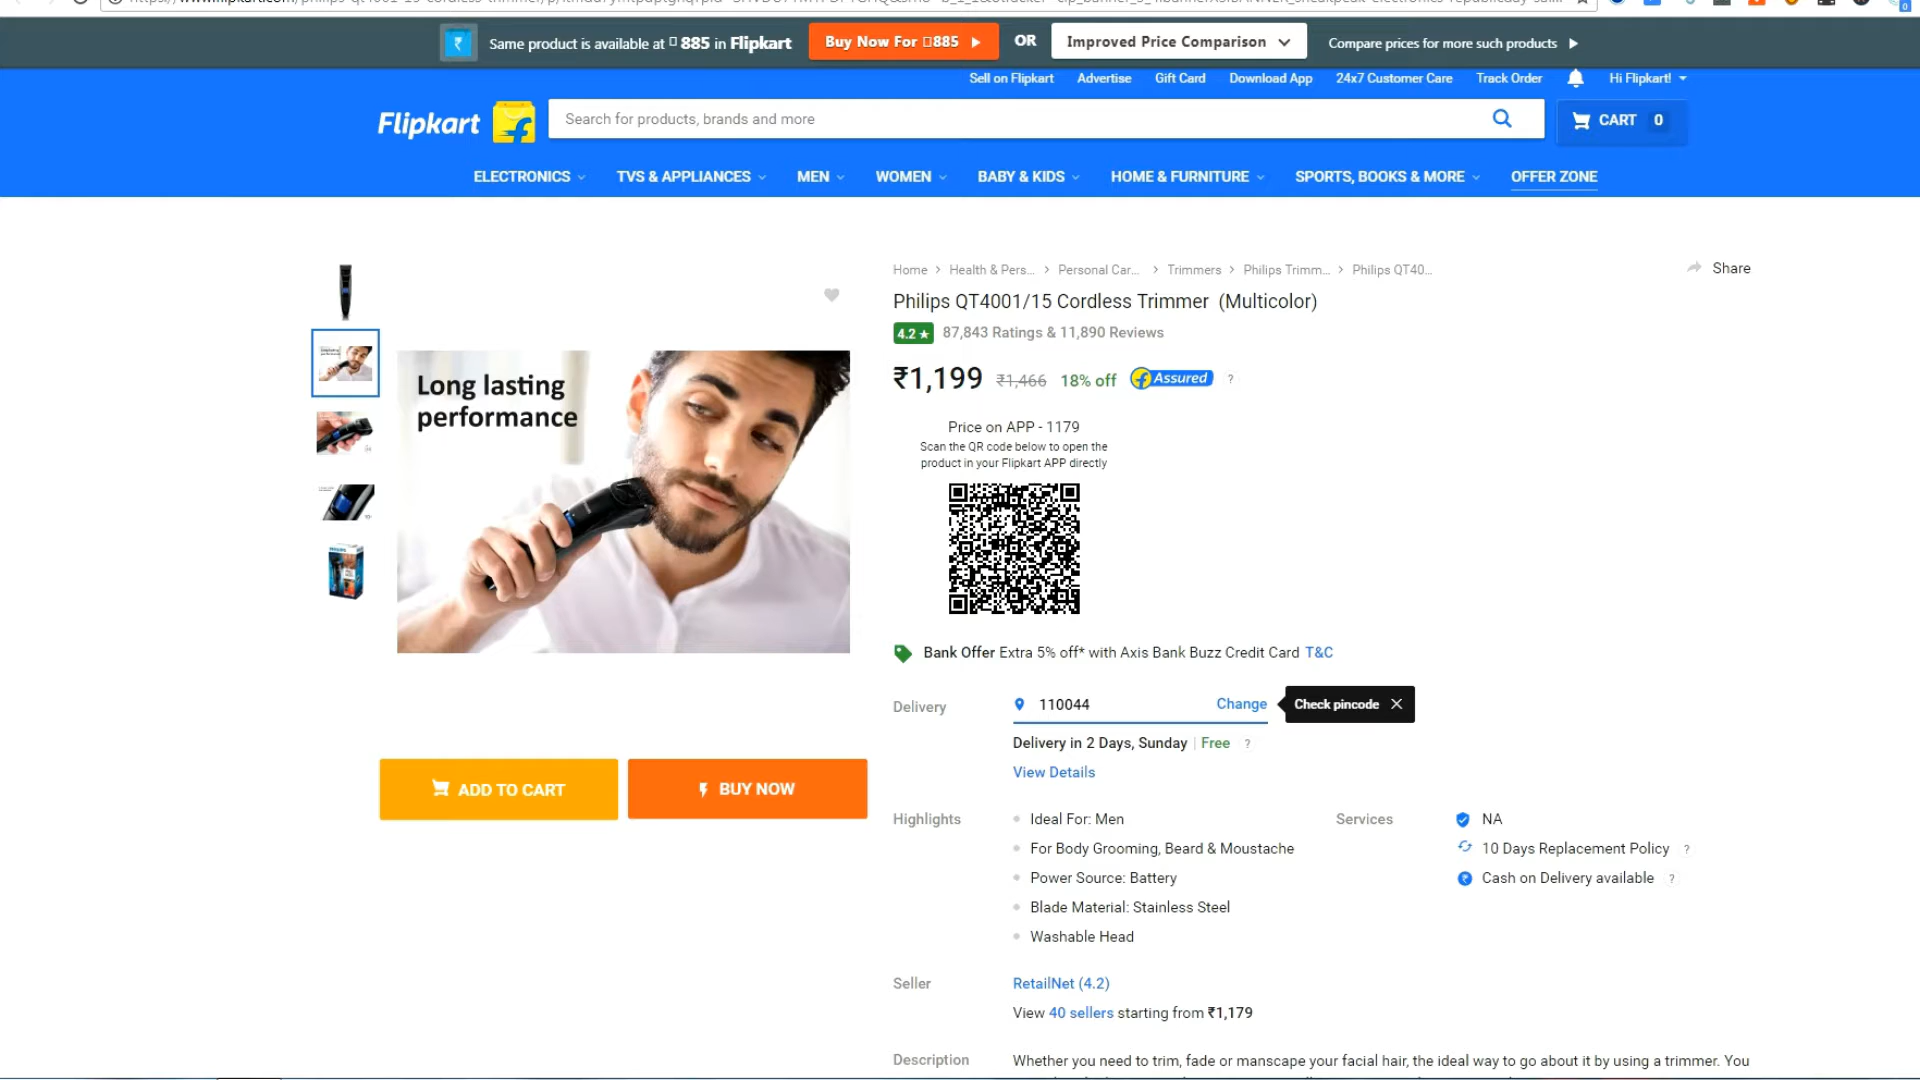 Same product is available at 885 in Flipkart
Buy Now For 885
OR
Improved Price Comparison
Compare prices for more such products
Sell on Flipkart
Advertise
Gift Card
Download App
24x7 Customer Care
Track Order
Hi Flipkart!
Flipkart
Search for products, brands and more
CART 0
ELECTRONICS
TVS & APPLIANCES
MEN
WOMEN
BABY & KIDS
HOME & FURNITURE
SPORTS, BOOKS & MORE
OFFER ZONE
Home > Health & Pers... > Personal Car... > Trimmers > Philips Trimm... > Philips QT40...
Share
Philips QT4001/15 Cordless Trimmer (Multicolor)
4.2 ★ 87,843 Ratings & 11,890 Reviews
₹1,199 ₹1,466 18% off Assured ?
Long lasting
performance
Price on APP - 1179
Scan the QR code below to open the
product in your Flipkart APP directly
Bank Offer Extra 5% off* with Axis Bank Buzz Credit Card T&C
Delivery
110044
Change
Check pincode
Delivery in 2 Days, Sunday | Free ?
View Details
ADD TO CART
BUY NOW
Highlights
Ideal For: Men
For Body Grooming, Beard & Moustache
Power Source: Battery
Blade Material: Stainless Steel
Washable Head
Services
NA
10 Days Replacement Policy ?
Cash on Delivery available ?
Seller
RetailNet (4.2)
View 40 sellers starting from ₹1,179
Description
Whether you need to trim, fade or manscape your facial hair, the ideal way to go about it by using a trimmer. You